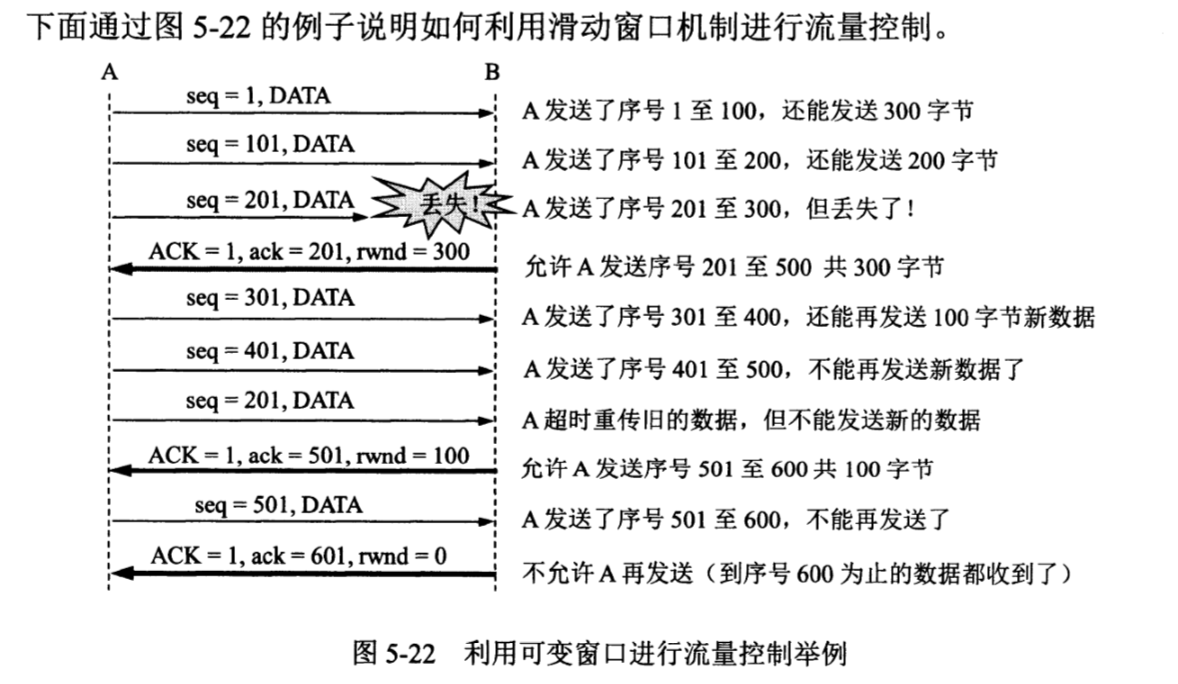 下面通过图 5-22 的例子说明如何利用滑动窗口机制进行流量控制。
A B
seq = 1, DATA A 发送了序号 1 至 100，还能发送 300 字节
seq = 101, DATA A 发送了序号 101 至 200，还能发送 200 字节
seq = 201, DATA 丢失! A 发送了序号 201 至 300，但丢失了！
ACK = 1, ack = 201, rwnd = 300 允许 A 发送序号 201 至 500 共 300 字节
seq = 301, DATA A 发送了序号 301 至 400，还能再发送 100 字节新数据
seq = 401, DATA A 发送了序号 401 至 500，不能再发送新数据了
seq = 201, DATA A 超时重传旧的数据，但不能发送新的数据
ACK = 1, ack = 501, rwnd = 100 允许 A 发送序号 501 至 600 共 100 字节
seq = 501, DATA A 发送了序号 501 至 600，不能再发送了
ACK = 1, ack = 601, rwnd = 0 不允许 A 再发送（到序号 600 为止的数据都收到了）
图 5-22 利用可变窗口进行流量控制举例